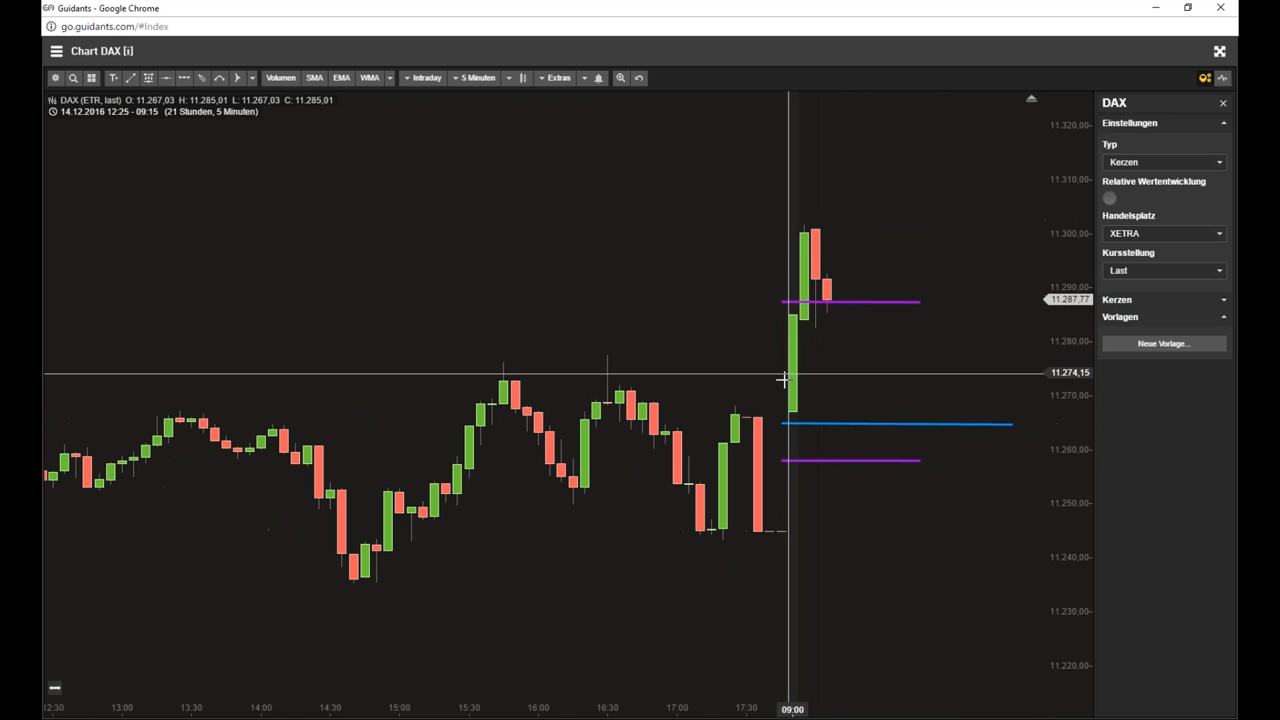 Guidants - Google Chrome
go.guidants.com/#Index
Chart DAX [i]
Volumen SMA EMA WMA Intraday 5 Minuten Extras
DAX (ETR, last) O: 11.267,03 H: 11.285,01 L: 11.267,03 C: 11.285,01
14.12.2016 12:25 - 09:15 (21 Stunden, 5 Minuten)
11.320,00
11.310,00
11.300,00
11.290,00
11.287,77
11.280,00
11.274,15
11.270,00
11.260,00
11.250,00
11.240,00
11.230,00
11.220,00
12:30 13:00 13:30 14:00 14:30 15:00 15:30 16:00 16:30 17:00 17:30 09:00
DAX
Einstellungen
Typ
Kerzen
Relative Wertentwicklung
Handelsplatz
XETRA
Kursstellung
Last
Kerzen
Vorlagen
Neue Vorlage...